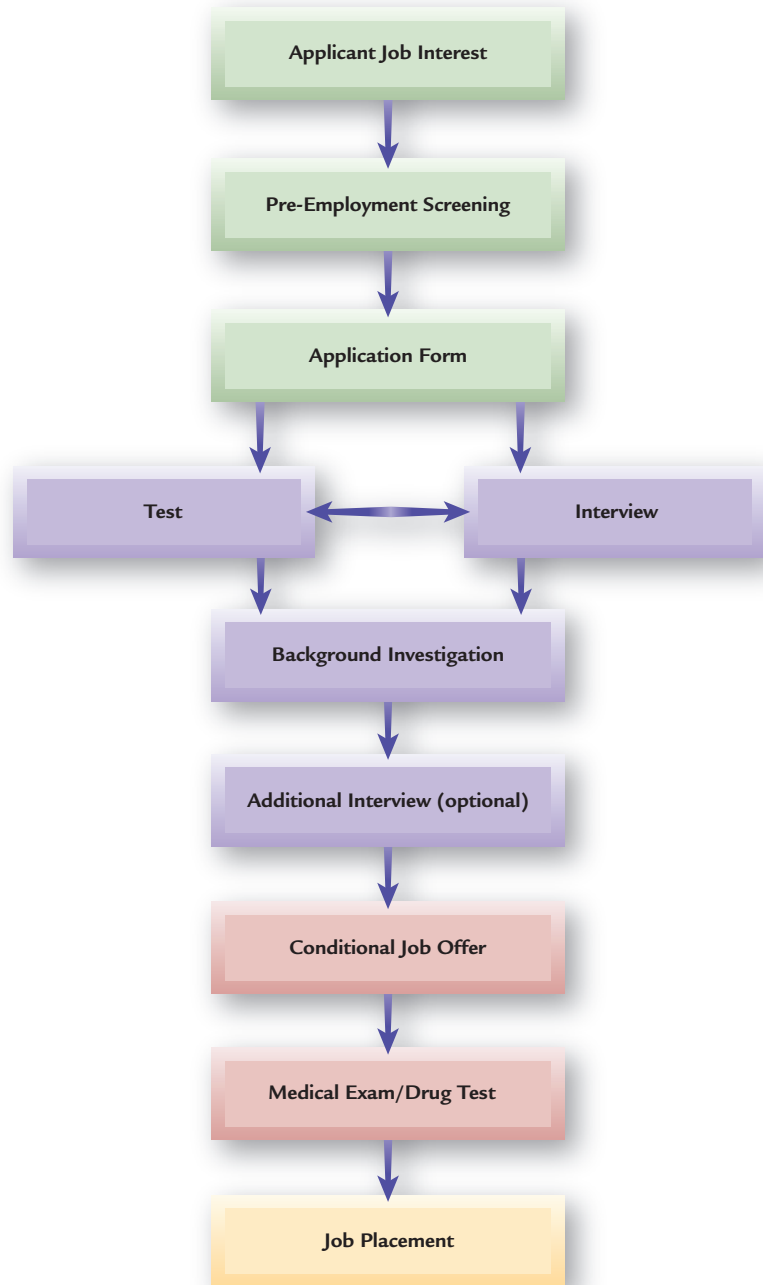 Applicant Job Interest
Pre-Employment Screening
Application Form
Test
Interview
Background Investigation
Additional Interview (optional)
Conditional Job Offer
Medical Exam/Drug Test
Job Placement